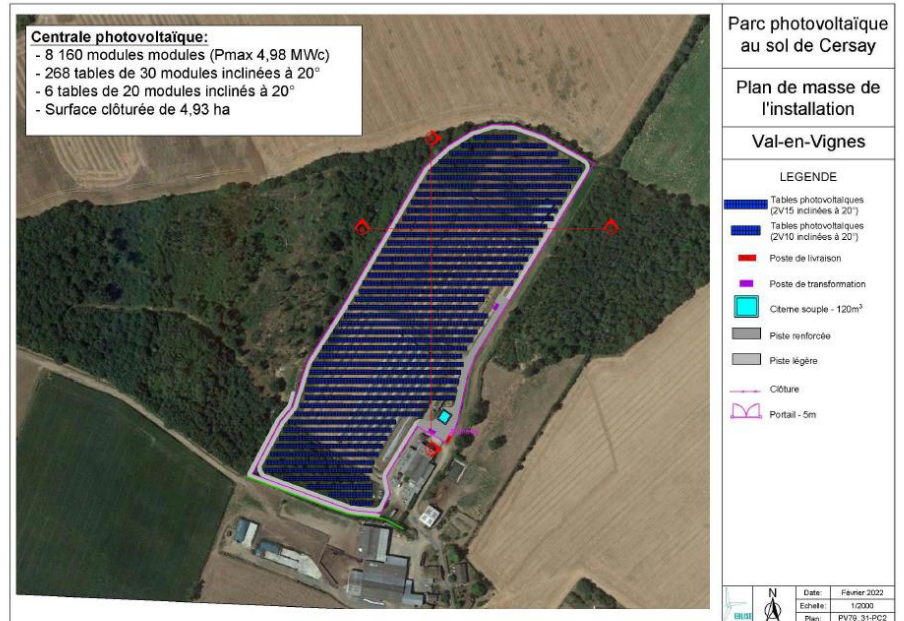 Centrale photovoltaïque:
- 8 160 modules modules (Pmax 4,98 MWc)
- 268 tables de 30 modules inclinées à 20°
- 6 tables de 20 modules inclinés à 20°
- Surface clôturée de 4,93 ha
Parc photovoltaïque
au sol de Cersay
Plan de masse de
l'installation
Val-en-Vignes
LEGENDE
Tables photovoltaïques
(2V15 inclinées à 20°)
Tables photovoltaïques
(2V10 inclinées à 20°)
Poste de livraison
Poste de transformation
Citerne souple - 120m³
Piste renforcée
Piste légère
Clôture
Portail - 5m
N
Date: Février 2022
Echelle: 1/2000
Plan: PV79_31-PC2